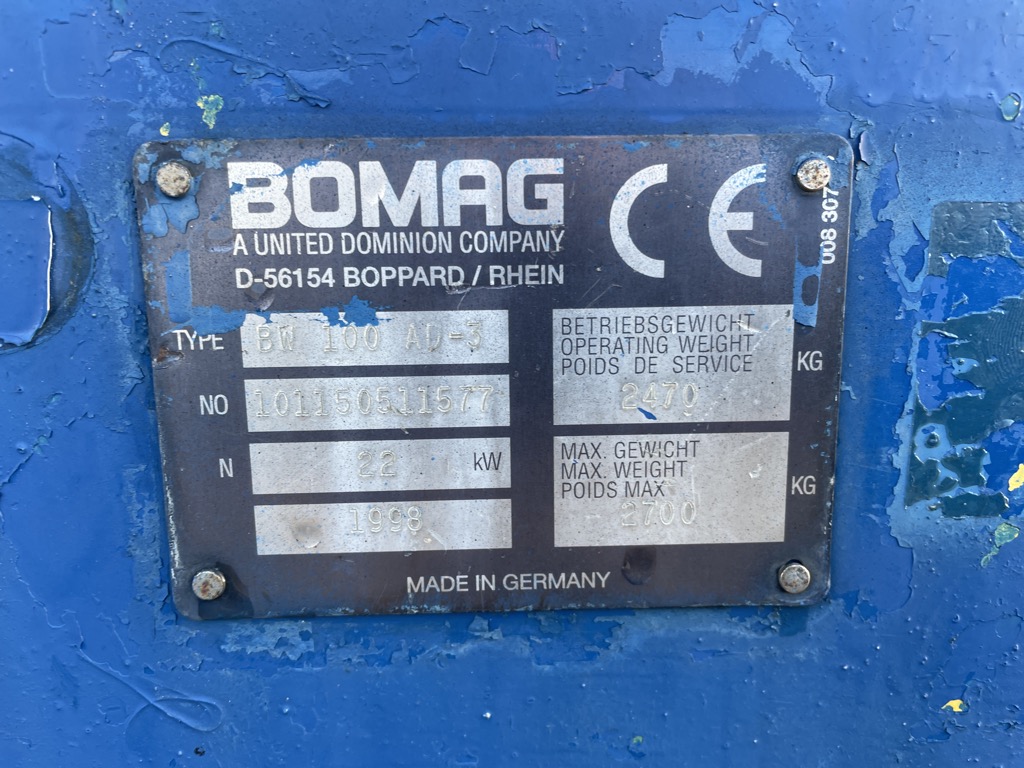 BOMAG CE
A UNITED DOMINION COMPANY
D-56154 BOPPARD / RHEIN
008 307
TYPE BW 100 AD-3
NO 101150511577
N 22 kW
1998
BETRIEBSGEWICHT
OPERATING WEIGHT
POIDS DE SERVICE
2470 KG
MAX. GEWICHT
MAX. WEIGHT
POIDS MAX
2700 KG
MADE IN GERMANY